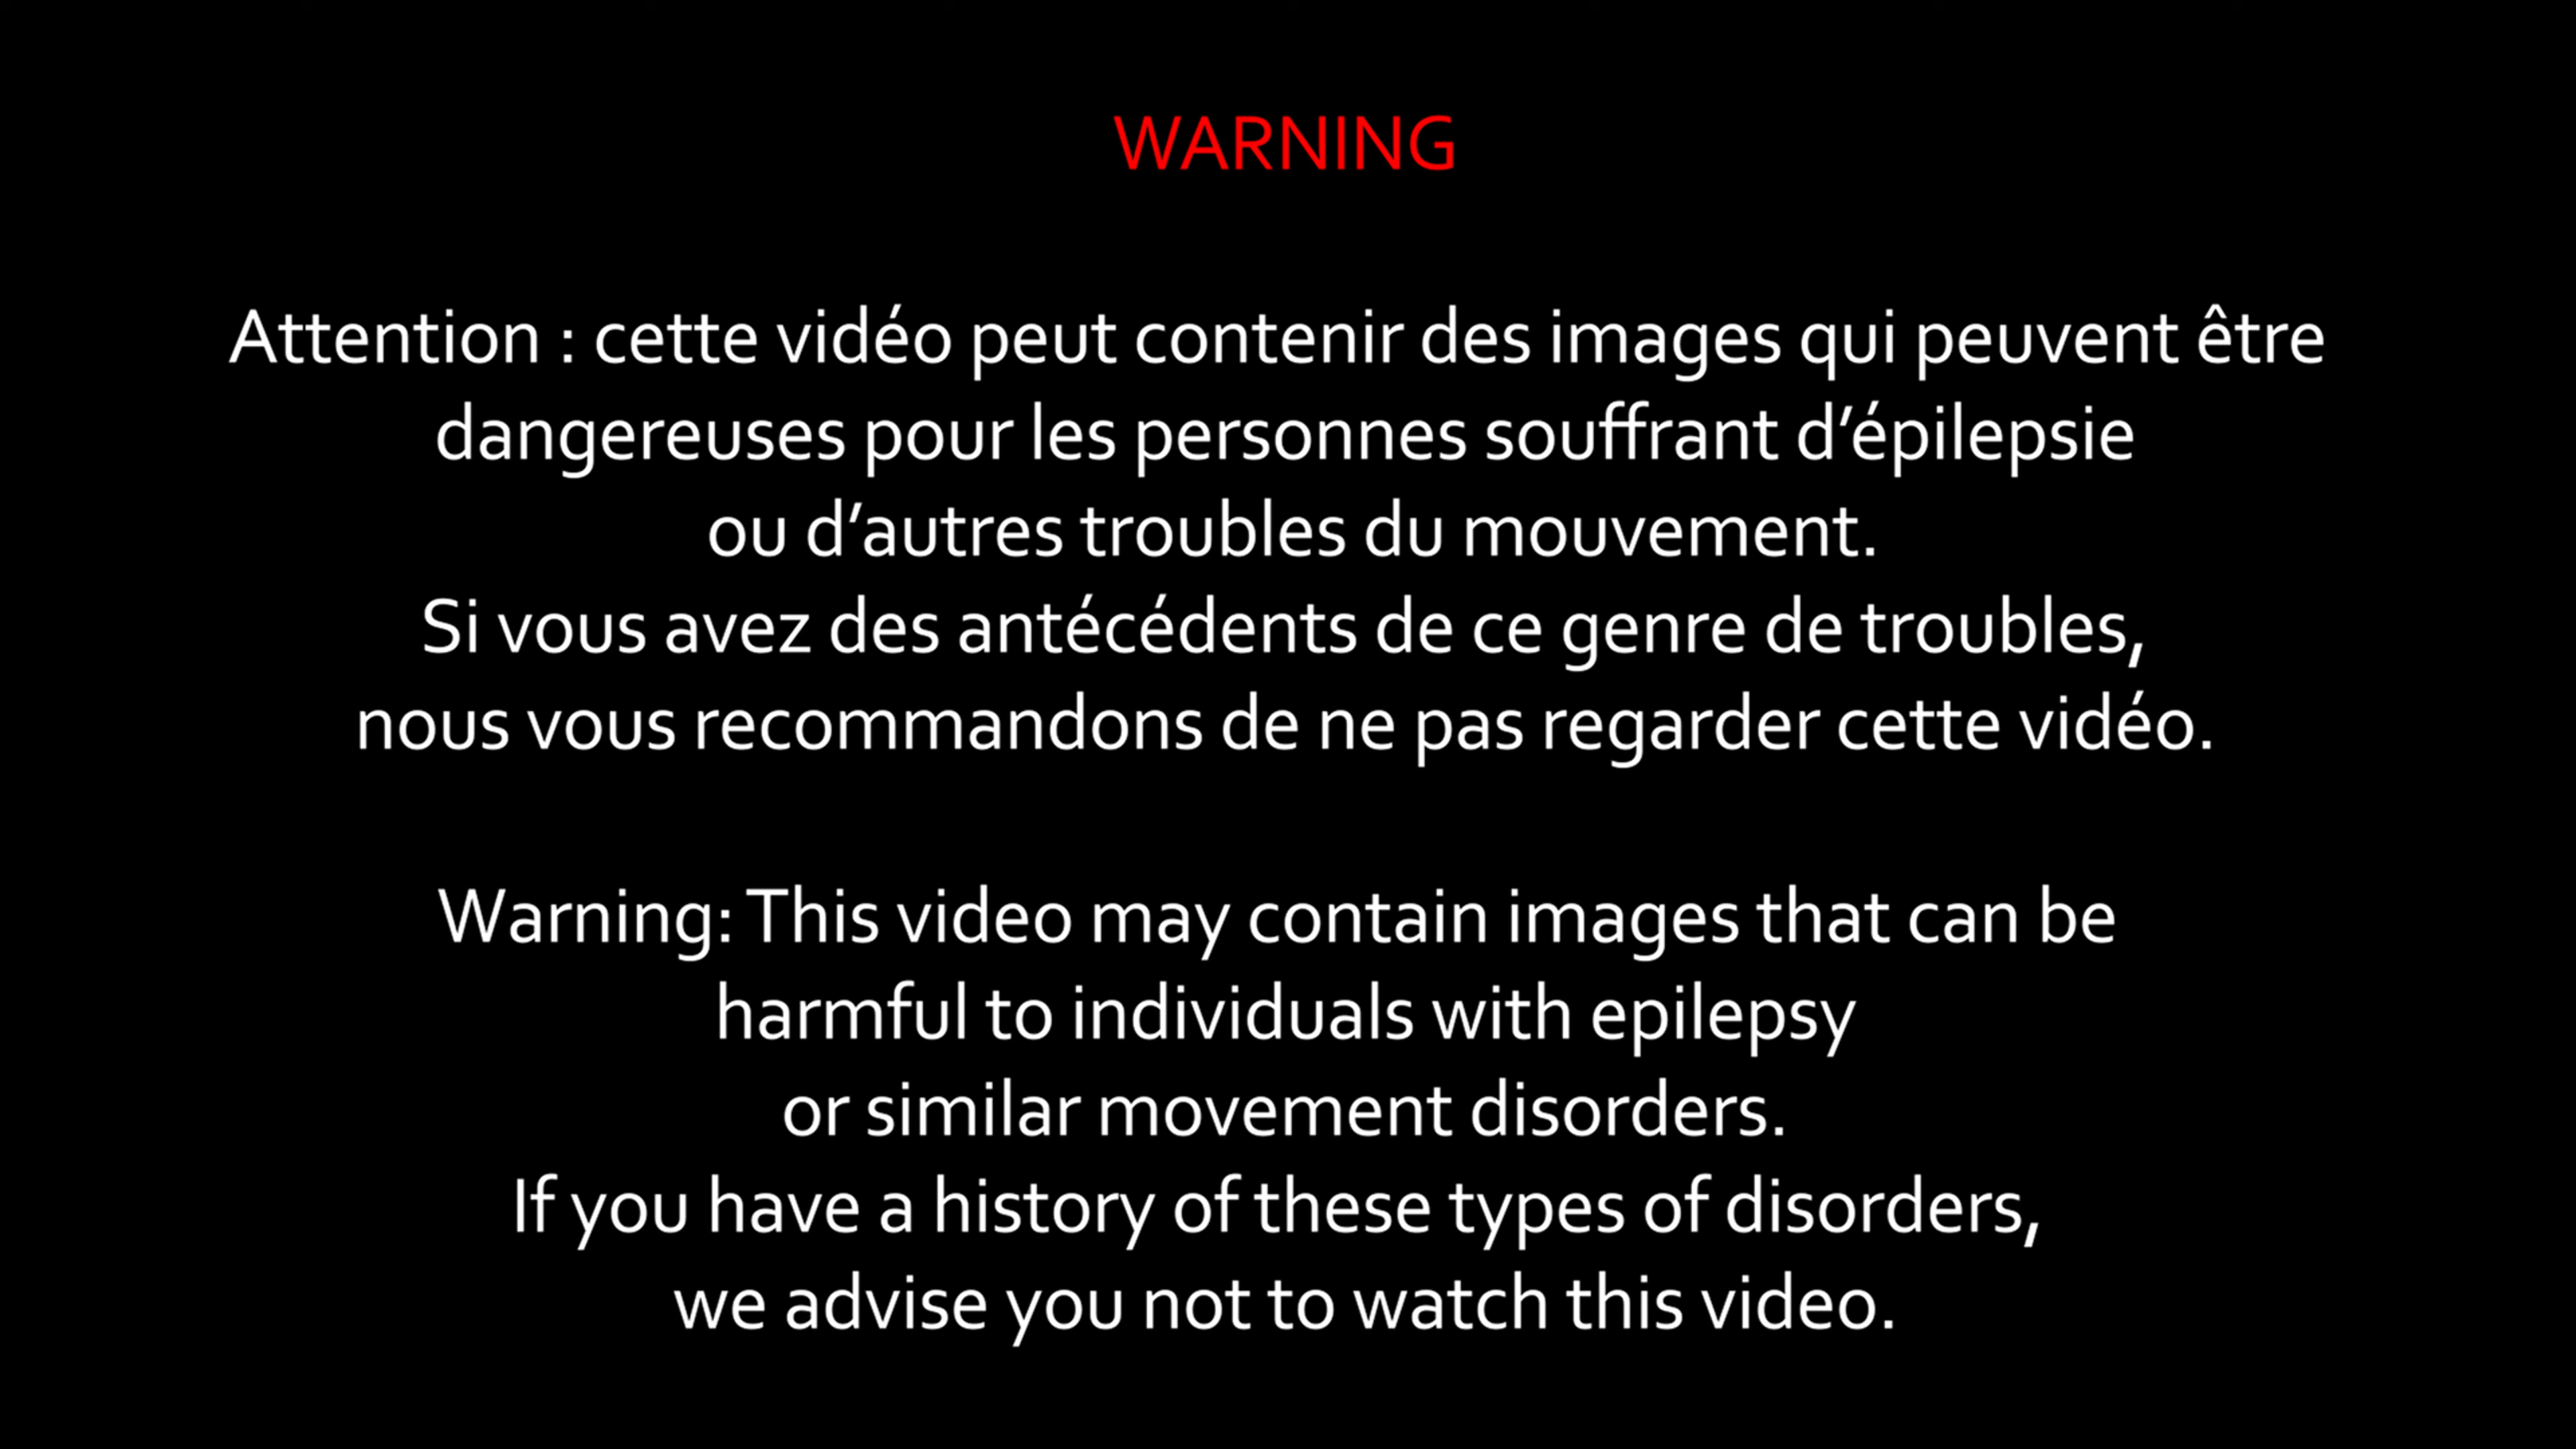 WARNING
Attention : cette vidéo peut contenir des images qui peuvent être
dangereuses pour les personnes souffrant d’épilepsie
ou d’autres troubles du mouvement.
Si vous avez des antécédents de ce genre de troubles,
nous vous recommandons de ne pas regarder cette vidéo.
Warning: This video may contain images that can be
harmful to individuals with epilepsy
or similar movement disorders.
If you have a history of these types of disorders,
we advise you not to watch this video.